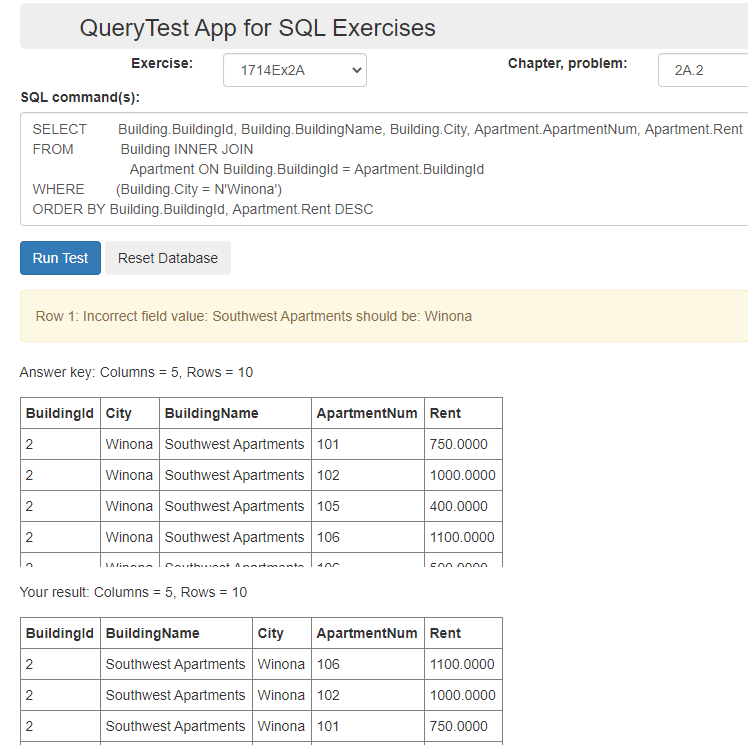 QueryTest App for SQL Exercises
Exercise: 1714Ex2A Chapter, problem: 2A.2
SQL command(s):
SELECT Building.BuildingId, Building.BuildingName, Building.City, Apartment.ApartmentNum, Apartment.Rent
FROM Building INNER JOIN
Apartment ON Building.BuildingId = Apartment.BuildingId
WHERE (Building.City = N'Winona')
ORDER BY Building.BuildingId, Apartment.Rent DESC
Run Test Reset Database
Row 1: Incorrect field value: Southwest Apartments should be: Winona
Answer key: Columns = 5, Rows = 10
BuildingId City BuildingName ApartmentNum Rent
2 Winona Southwest Apartments 101 750.0000
2 Winona Southwest Apartments 102 1000.0000
2 Winona Southwest Apartments 105 400.0000
2 Winona Southwest Apartments 106 1100.0000
2 Winona Southwest Apartments
Your result: Columns = 5, Rows = 10
BuildingId BuildingName City ApartmentNum Rent
2 Southwest Apartments Winona 106 1100.0000
2 Southwest Apartments Winona 102 1000.0000
2 Southwest Apartments Winona 101 750.0000